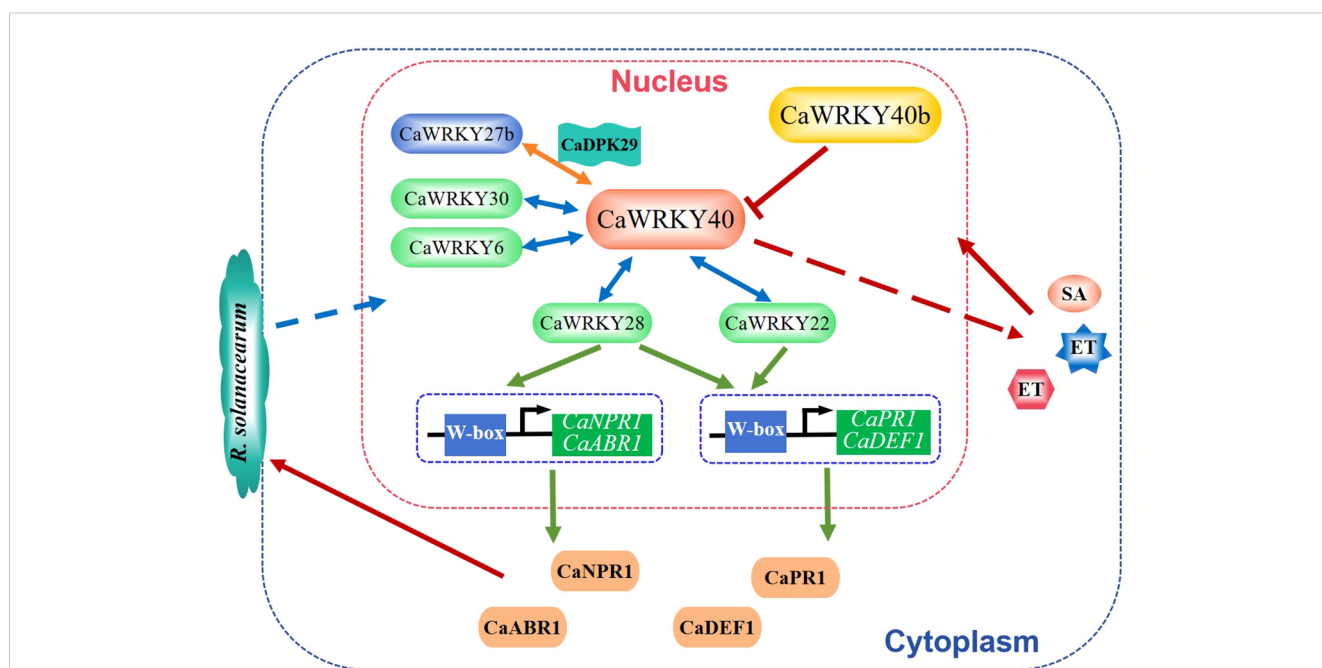 Nucleus
CaWRKY40b
CaWRKY27b
CaDPK29
CaWRKY30
CaWRKY40
CaWRKY6
R. solanacearum
SA
CaWRKY28
CaWRKY22
ET
ET
W-box
CaNPR1
CaABR1
W-box
CaPR1
CaDEF1
CaNPR1
CaPR1
CaABR1
CaDEF1
Cytoplasm